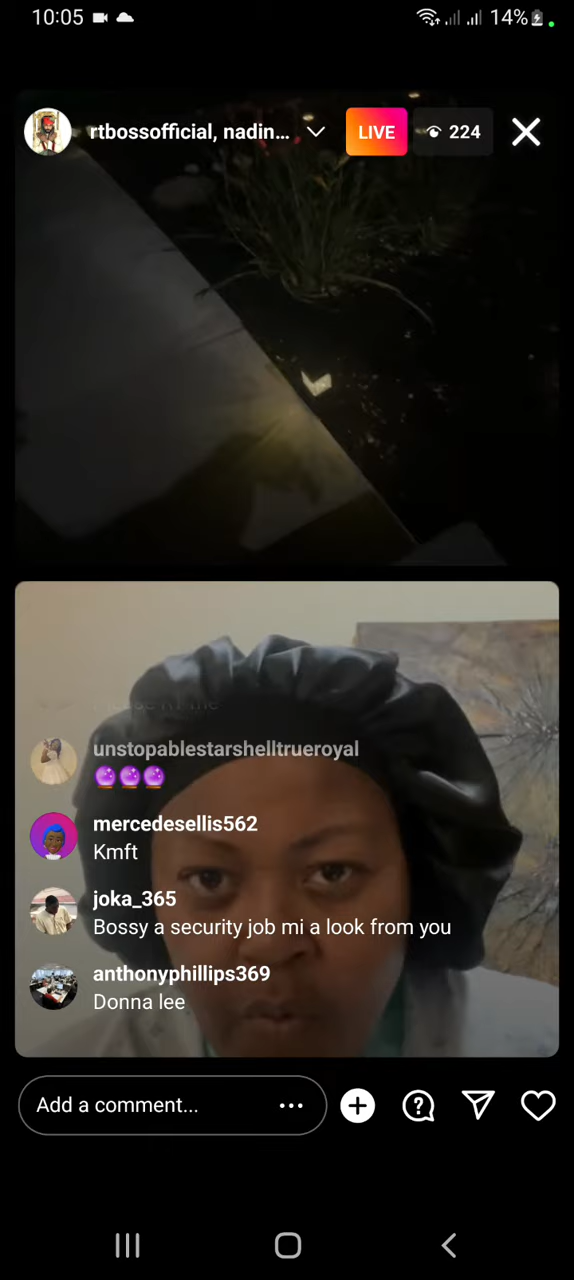 10:05
14%
rtbossofficial, nadin...
LIVE
224
unstopablestarshelltrueroyal
mercedesellis562
Kmft
joka_365
Bossy a security job mi a look from you
anthonyphillips369
Donna lee
Add a comment...